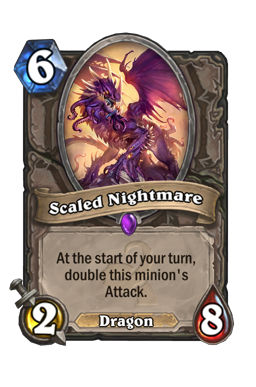 6
Scaled Nightmare
At the start of your turn,
double this minion's
Attack.
2 Dragon 8